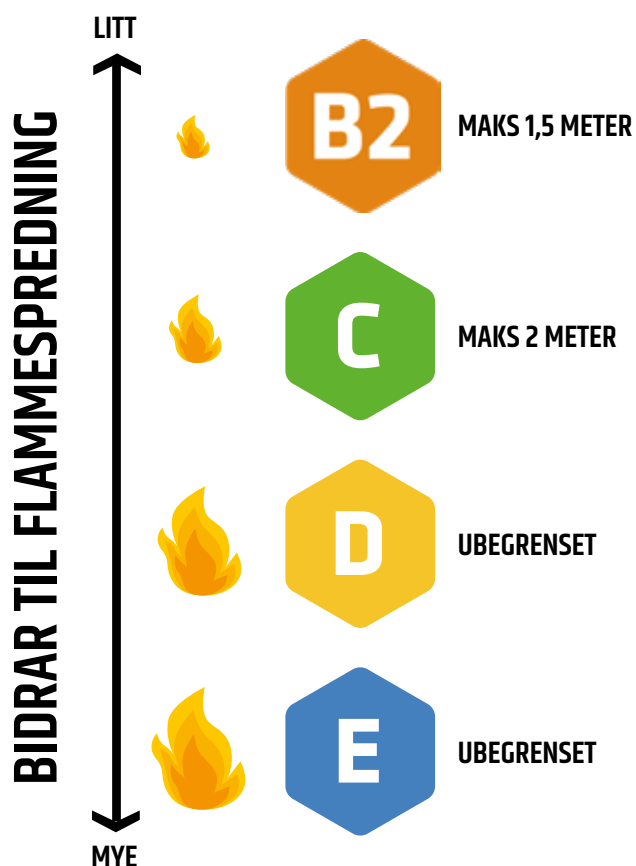 LITT
BIDRAR TIL FLAMMESPREDNING
B2
MAKS 1,5 METER
C
MAKS 2 METER
D
UBEGRENSET
E
UBEGRENSET
MYE